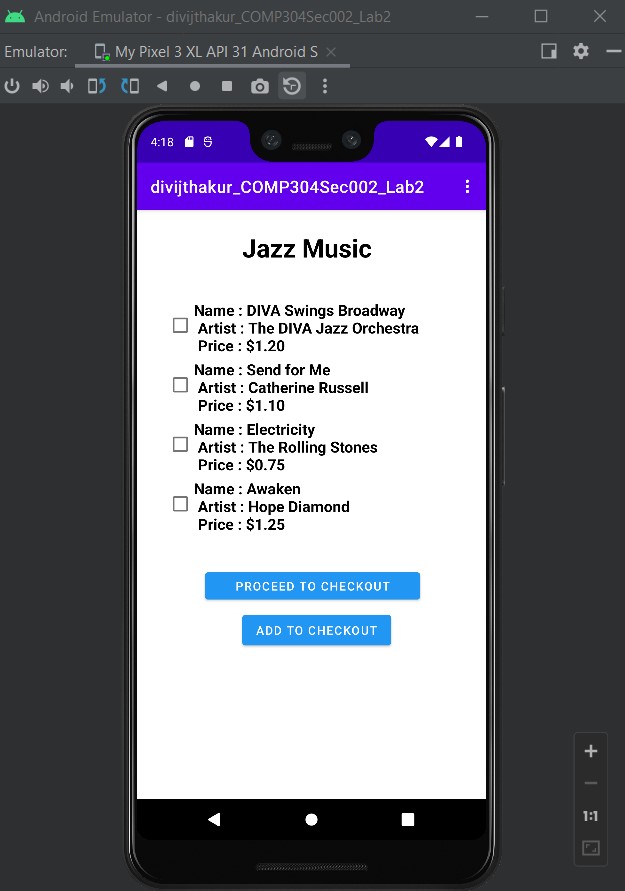 Android Emulator - divijthakur_COMP304Sec002_Lab2
Emulator: My Pixel 3 XL API 31 Android S
4:18
divijthakur_COMP304Sec002_Lab2
Jazz Music
Name : DIVA Swings Broadway
Artist : The DIVA Jazz Orchestra
Price : $1.20
Name : Send for Me
Artist : Catherine Russell
Price : $1.10
Name : Electricity
Artist : The Rolling Stones
Price : $0.75
Name : Awaken
Artist : Hope Diamond
Price : $1.25
PROCEED TO CHECKOUT
ADD TO CHECKOUT
1:1